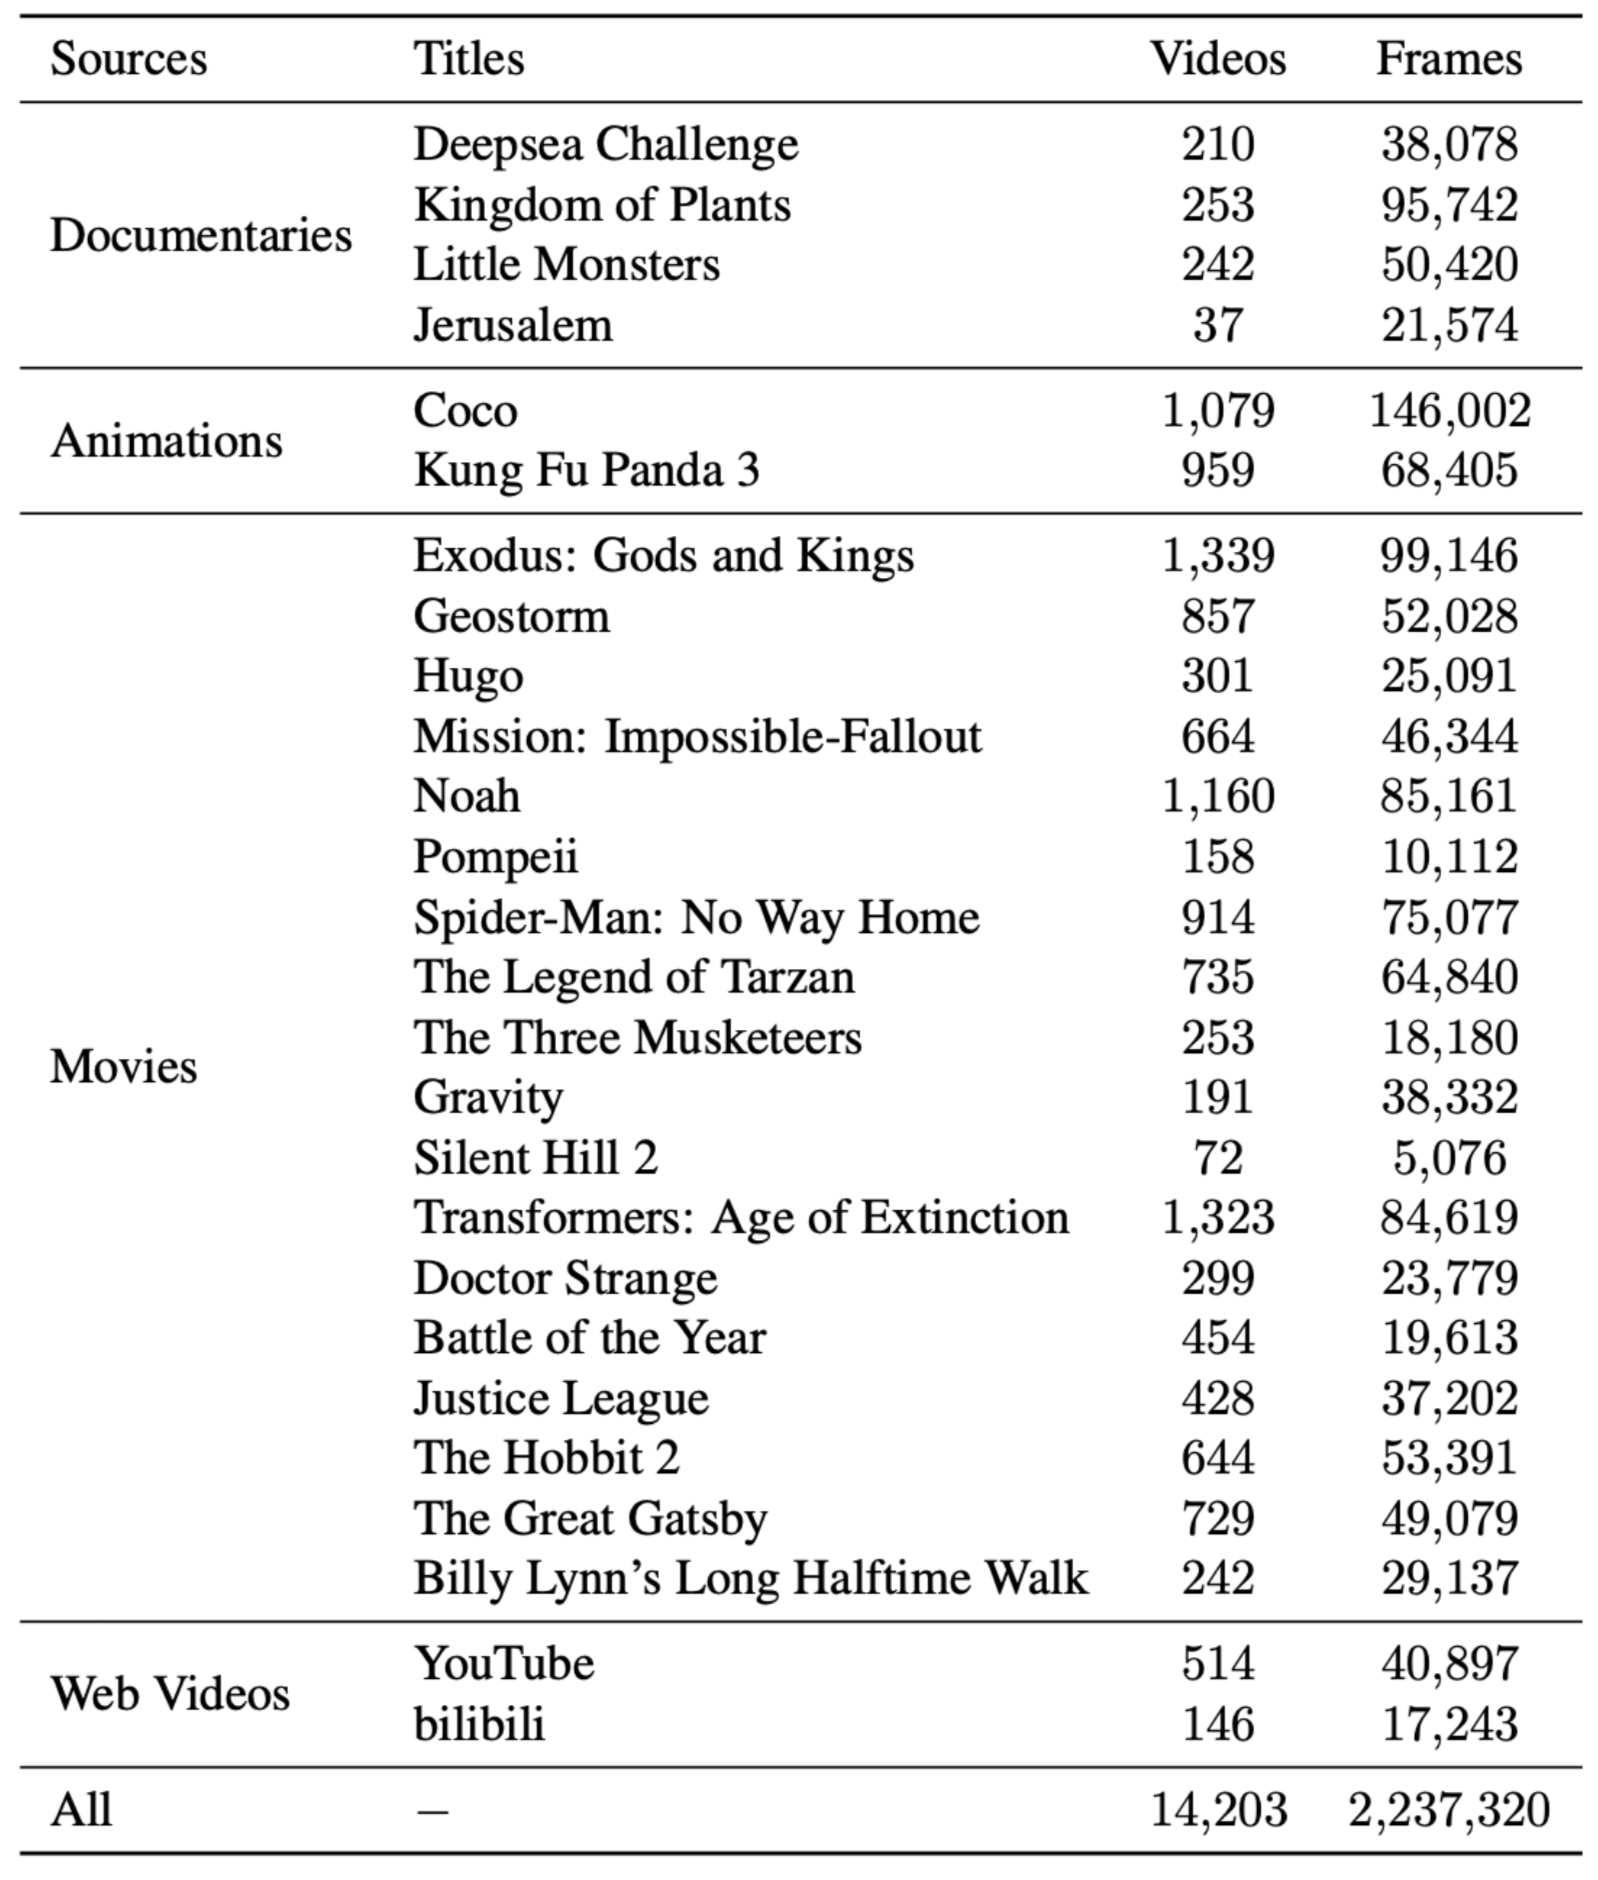 Sources Titles Videos Frames
Deepsea Challenge 210 38,078
Kingdom of Plants 253 95,742
Documentaries
Little Monsters 242 50,420
Jerusalem 37 21,574
Coco 1,079 146,002
Animations
Kung Fu Panda 3 959 68,405
Exodus: Gods and Kings 1,339 99,146
Geostorm 857 52,028
Hugo 301 25,091
Mission: Impossible-Fallout 664 46,344
Noah 1,160 85,161
Pompeii 158 10,112
Spider-Man: No Way Home 914 75,077
The Legend of Tarzan 735 64,840
The Three Musketeers 253 18,180
Movies
Gravity 191 38,332
Silent Hill 2 72 5,076
Transformers: Age of Extinction 1,323 84,619
Doctor Strange 299 23,779
Battle of the Year 454 19,613
Justice League 428 37,202
The Hobbit 2 644 53,391
The Great Gatsby 729 49,079
Billy Lynn’s Long Halftime Walk 242 29,137
YouTube 514 40,897
Web Videos
bilibili 146 17,243
All – 14,203 2,237,320